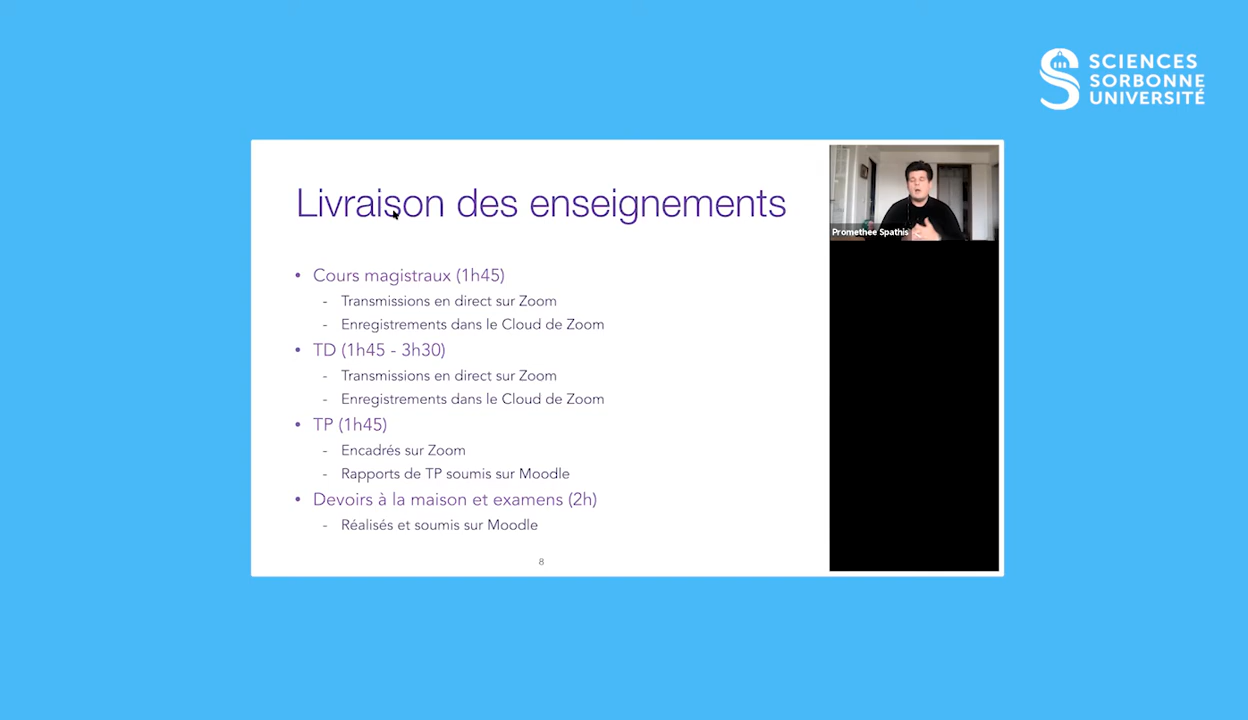 SCIENCES
SORBONNE
UNIVERSITÉ
Livraison des enseignements
• Cours magistraux (1h45)
- Transmissions en direct sur Zoom
- Enregistrements dans le Cloud de Zoom
• TD (1h45 - 3h30)
- Transmissions en direct sur Zoom
- Enregistrements dans le Cloud de Zoom
• TP (1h45)
- Encadrés sur Zoom
- Rapports de TP soumis sur Moodle
• Devoirs à la maison et examens (2h)
- Réalisés et soumis sur Moodle
8
Promethee Spathis